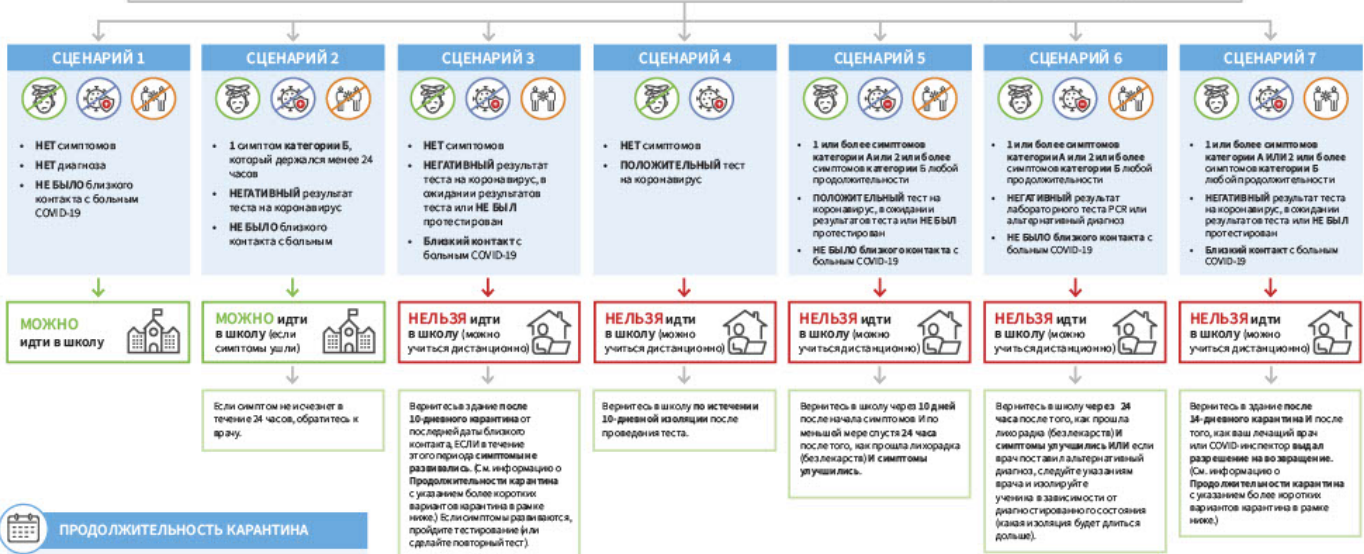 СЦЕНАРИЙ 1
НЕТ симптомов
НЕТ диагноза
НЕ БЫЛО близкого
контакта с больным
COVID-19
МОЖНО
идти в школу
СЦЕНАРИЙ 2
1 симптом категории Б,
который держался менее 24
часов
НЕГАТИВНЫЙ результат
теста на коронавирус
НЕ БЫЛО близкого
контакта с больным
МОЖНО идти
в школу (если
симптомы ушли)
Если симптом не исчезнет в
течение 24 часов, обратитесь к
врачу.
СЦЕНАРИЙ 3
НЕТ симптомов
НЕГАТИВНЫЙ результат
теста на коронавирус, в
ожидании результатов
теста или НЕ БЫЛ
протестирован
Близкий контакт с
больным COVID-19
НЕЛЬЗЯ идти
в школу (можно
учиться дистанционно)
Вернитесь в здание после
10-дневного карантина от
последней даты близкого
контакта, ЕСЛИ в течение
этого периода симптомы не
развивались. (См. информацию о
Продолжительности карантина
с указанием более коротких
вариантов карантина в рамке
ниже.) Если симптомы развиваются,
пройдите тестирование (или
сделайте повторный тест).
СЦЕНАРИЙ 4
НЕТ симптомов
ПОЛОЖИТЕЛЬНЫЙ тест
на коронавирус
НЕЛЬЗЯ идти
в школу (можно
учиться дистанционно)
Вернитесь в школу по истечении
10-дневной изоляции после
проведения теста.
СЦЕНАРИЙ 5
1 или более симптомов
категории А или 2 или более
симптомов категории Б любой
продолжительности
ПОЛОЖИТЕЛЬНЫЙ тест на
коронавирус, в ожидании
результатов теста или НЕ БЫЛ
протестирован
НЕ БЫЛО близкого контакта с
больным COVID-19
НЕЛЬЗЯ идти
в школу (можно
учиться дистанционно)
Вернитесь в школу через 10 дней
после начала симптомов И по
меньшей мере спустя 24 часа
после того, как прошла лихорадка
(без лекарств) И симптомы
улучшились.
СЦЕНАРИЙ 6
1 или более симптомов
категории А или 2 или более
симптомов категории Б любой
продолжительности
НЕГАТИВНЫЙ результат
лабораторного теста PCR или
альтернативный диагноз
НЕ БЫЛО близкого контакта с
больным COVID-19
НЕЛЬЗЯ идти
в школу (можно
учиться дистанционно)
Вернитесь в школу через 24
часа после того, как прошла
лихорадка (без лекарств) И
симптомы улучшились ИЛИ если
врач поставил альтернативный
диагноз, следуйте указаниям
врача и изолируйте
ученика в зависимости от
диагностированного состояния
(какая изоляция будет длиться
дольше).
СЦЕНАРИЙ 7
1 или более симптомов
категории А ИЛИ 2 или более
симптомов категории Б
любой продолжительности
НЕГАТИВНЫЙ результат теста
на коронавирус, в ожидании
результатов теста или НЕ БЫЛ
протестирован
Близкий контакт с больным
COVID-19
НЕЛЬЗЯ идти
в школу (можно
учиться дистанционно)
Вернитесь в здание после
14-дневного карантина И после
того, как ваш лечащий врач
или COVID-инспектор выдал
разрешение на возвращение.
(См. информацию о
Продолжительности карантина
с указанием более коротких
вариантов карантина в рамке
ниже.)
ПРОДОЛЖИТЕЛЬНОСТЬ КАРАНТИНА